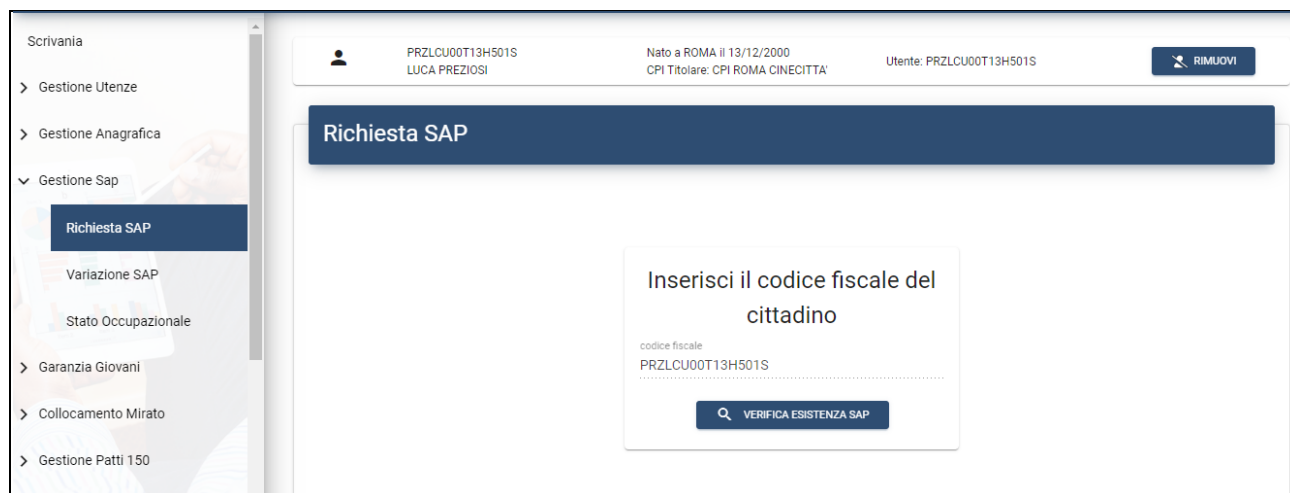 Scrivania
Gestione Utenze
Gestione Anagrafica
Gestione Sap
Richiesta SAP
Variazione SAP
Stato Occupazionale
Garanzia Giovani
Collocamento Mirato
Gestione Patti 150
PRZLCU00T13H501S
LUCA PREZIOSI
Nato a ROMA il 13/12/2000
CPI Titolare: CPI ROMA CINECITTA'
Utente: PRZLCU00T13H501S
RIMUOVI
Richiesta SAP
Inserisci il codice fiscale del
cittadino
codice fiscale
PRZLCU00T13H501S
VERIFICA ESISTENZA SAP